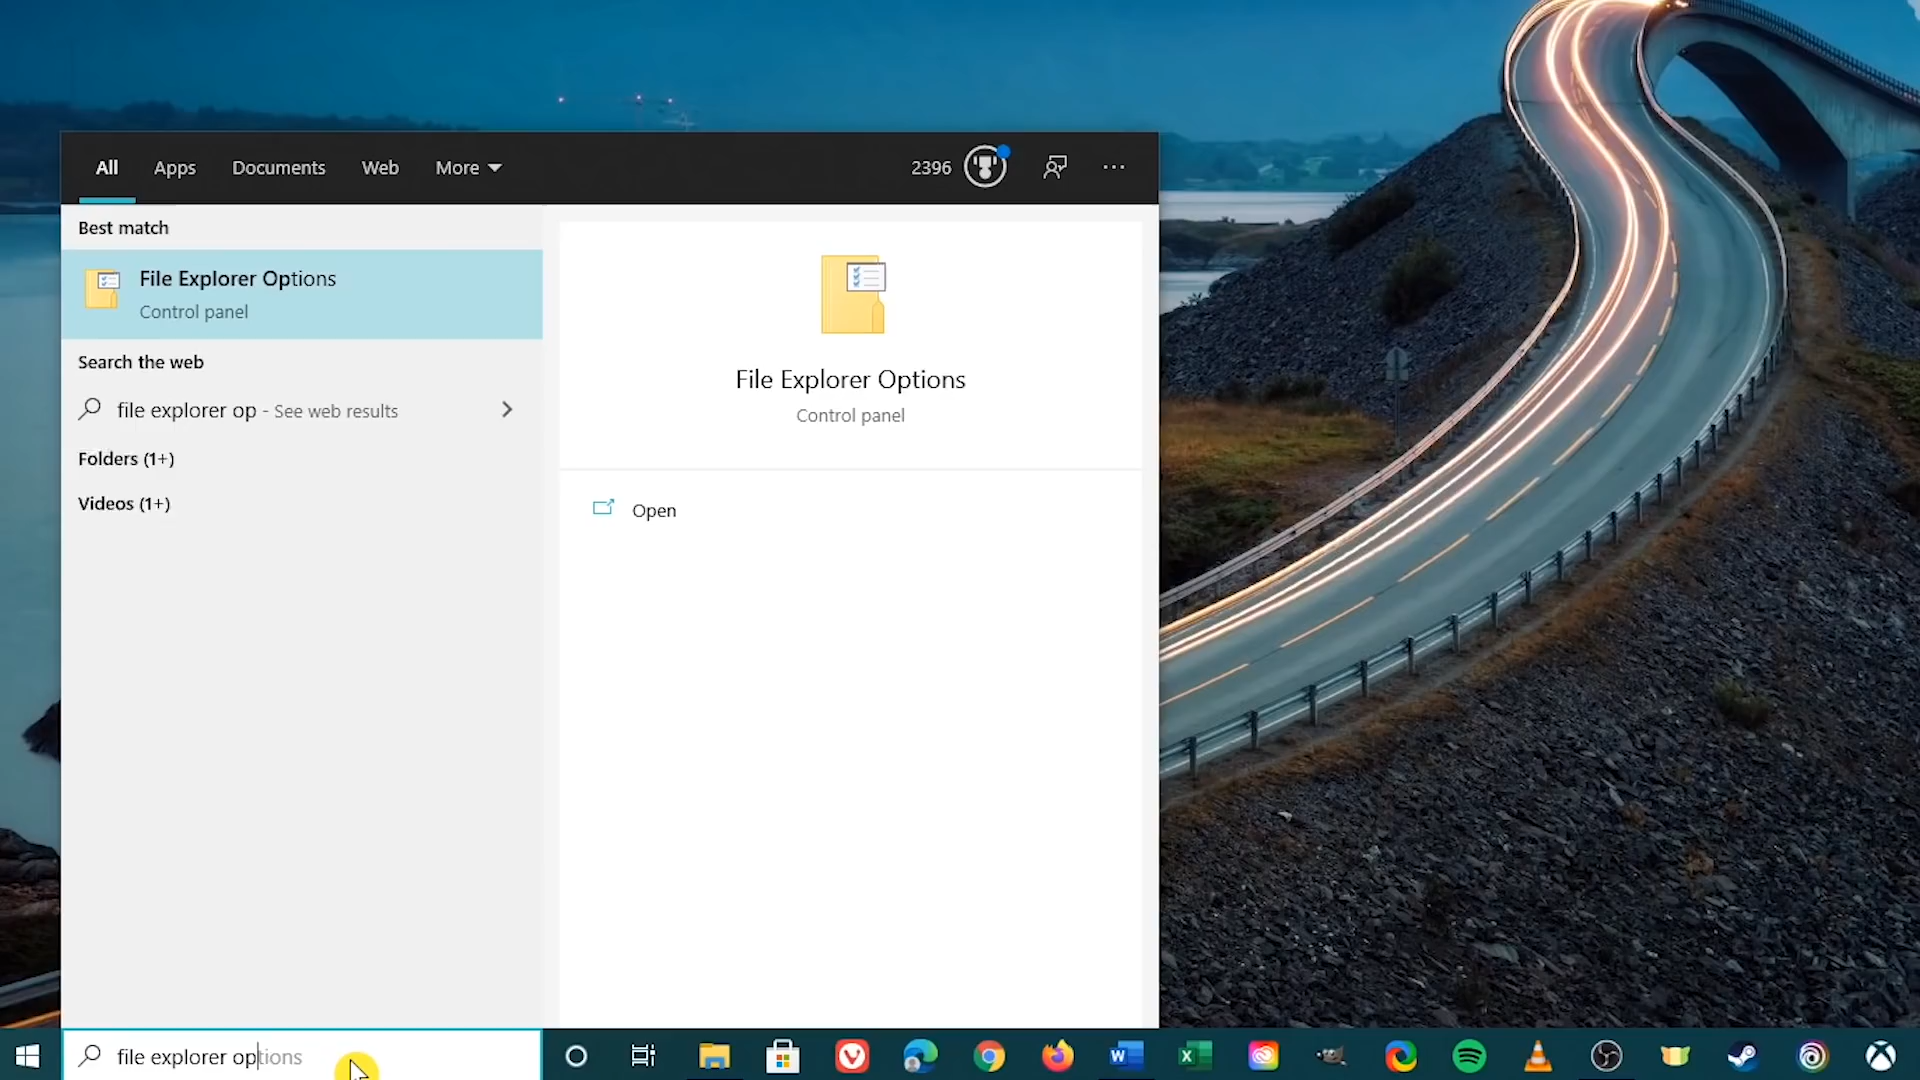 All Apps Documents Web More 2396 ...
Best match
File Explorer Options
Control panel
Search the web
file explorer op - See web results
Folders (1+)
Videos (1+)
File Explorer Options
Control panel
Open
file explorer options